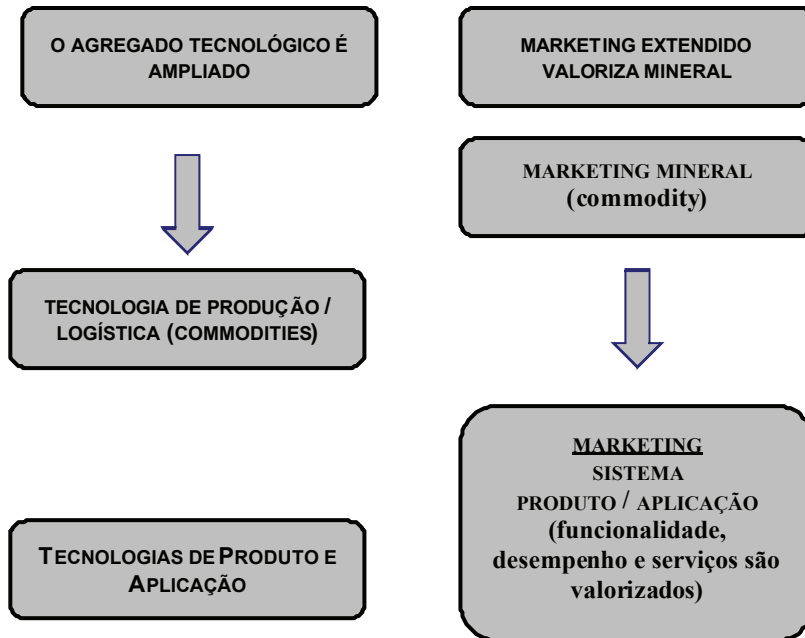 O AGREGADO TECNOLÓGICO É
AMPLIADO
TECNOLOGIA DE PRODUÇÃO /
LOGÍSTICA (COMMODITIES)
TECNOLOGIAS DE PRODUTO E
APLICAÇÃO
MARKETING EXTENDIDO
VALORIZA MINERAL
MARKETING MINERAL
(commodity)
MARKETING
SISTEMA
PRODUTO / APLICAÇÃO
(funcionalidade,
desempenho e serviços são
valorizados)